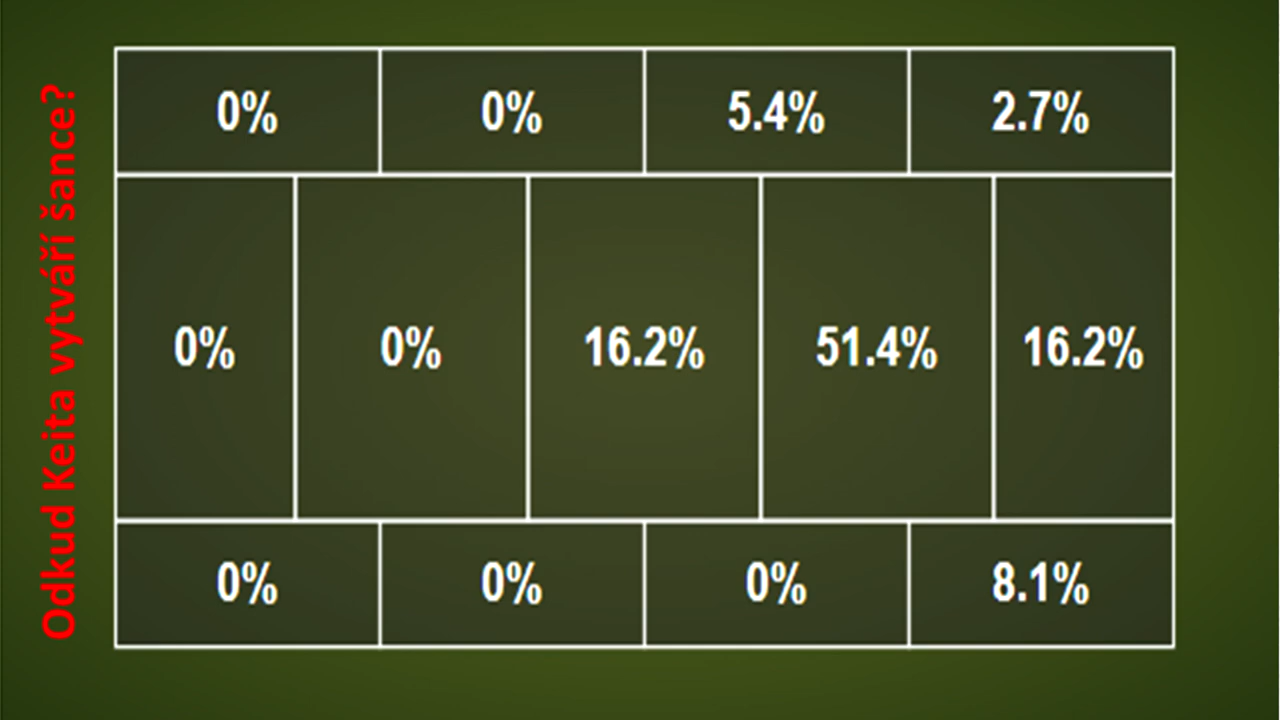 Odkud Keita vytváří šance?
0% 0% 5.4% 2.7%
0% 0% 16.2% 51.4% 16.2%
0% 0% 0% 8.1%